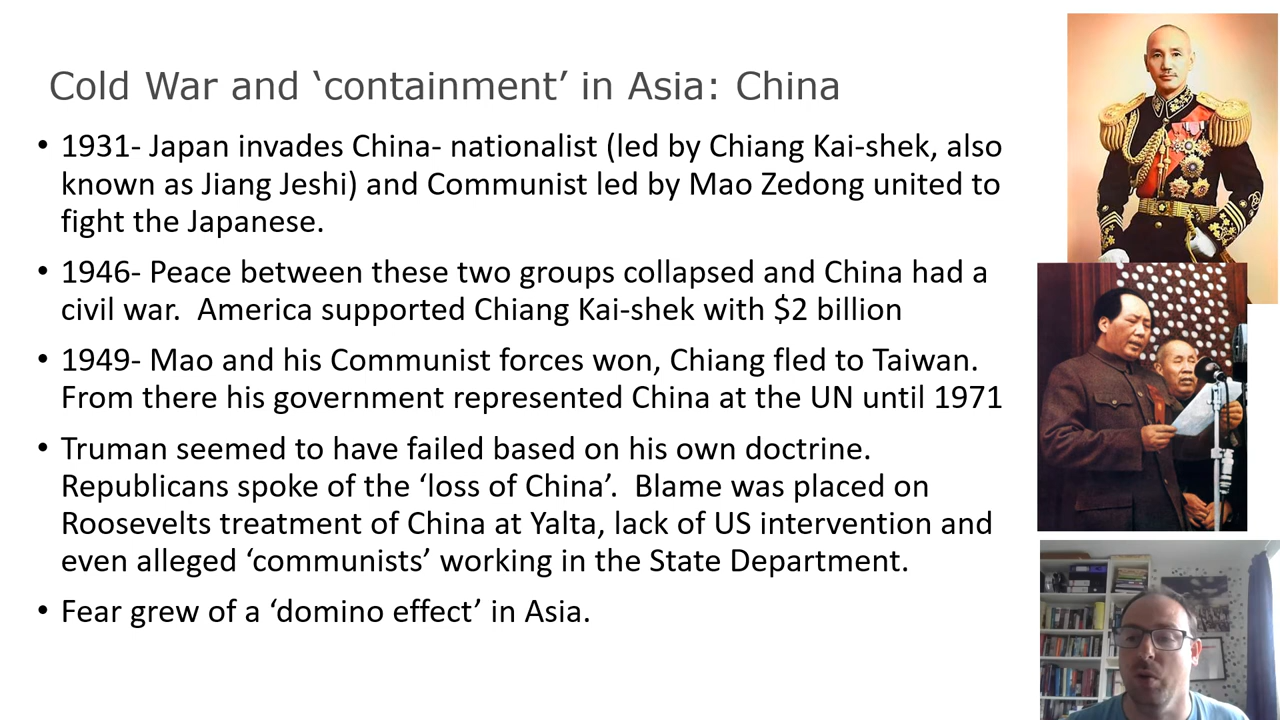 Cold War and ‘containment’ in Asia: China
• 1931- Japan invades China- nationalist (led by Chiang Kai-shek, also
known as Jiang Jeshi) and Communist led by Mao Zedong united to
fight the Japanese.
• 1946- Peace between these two groups collapsed and China had a
civil war.  America supported Chiang Kai-shek with $2 billion
• 1949- Mao and his Communist forces won, Chiang fled to Taiwan.
From there his government represented China at the UN until 1971
• Truman seemed to have failed based on his own doctrine.
Republicans spoke of the ‘loss of China’.  Blame was placed on
Roosevelts treatment of China at Yalta, lack of US intervention and
even alleged ‘communists’ working in the State Department.
• Fear grew of a ‘domino effect’ in Asia.